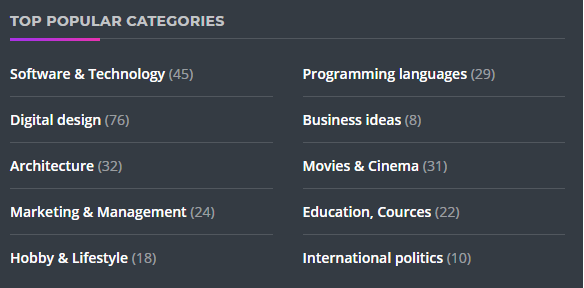 TOP POPULAR CATEGORIES
Software & Technology (45)
Programming languages (29)
Digital design (76)
Business ideas (8)
Architecture (32)
Movies & Cinema (31)
Marketing & Management (24)
Education, Cources (22)
Hobby & Lifestyle (18)
International politics (10)